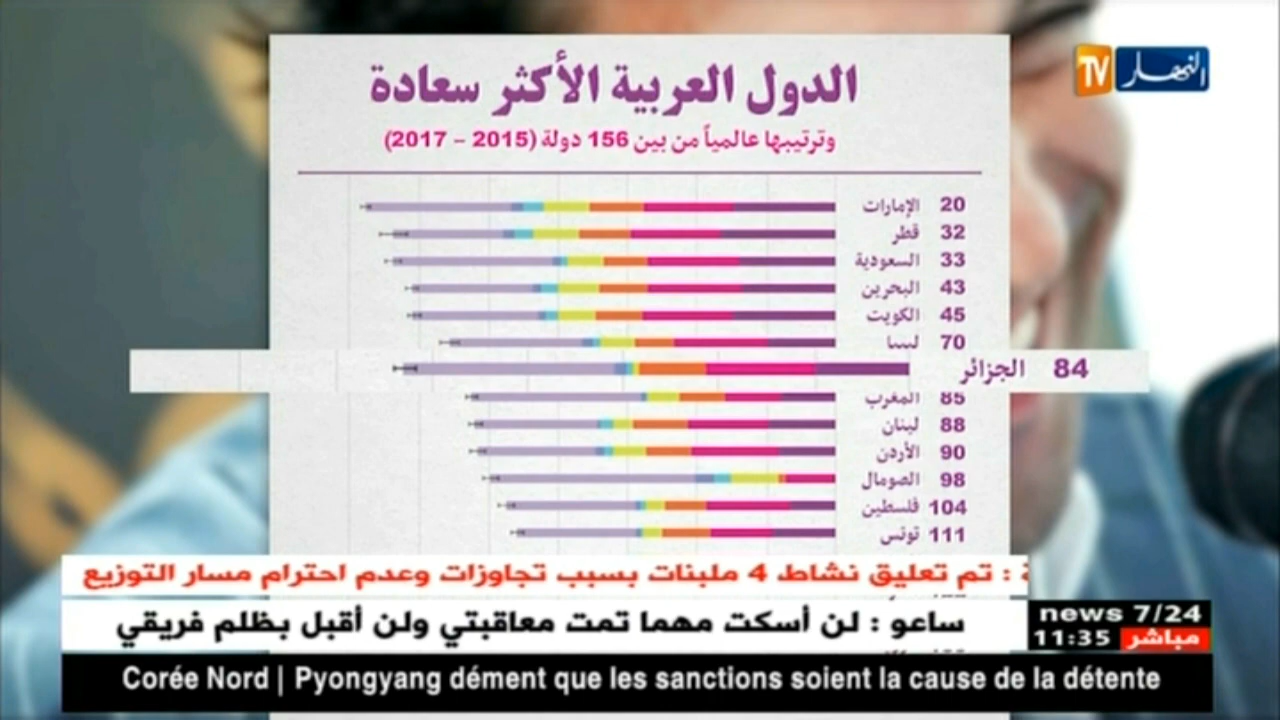 الدول العربية الأكثر سعادة
وترتيبها عالمياً من بين 156 دولة (2015 – 2017)
TV النهار
20 الإمارات
32 قطر
33 السعودية
43 البحرين
45 الكويت
70 ليبيا
84 الجزائر
85 المغرب
88 لبنان
90 الأردن
98 الصومال
104 فلسطين
111 تونس
: تم تعليق نشاط 4 ملبنات بسبب تجاوزات وعدم احترام مسار التوزيع
ساعو : لن أسكت مهما تمت معاقبتي ولن أقبل بظلم فريقي
news 7/24
11:35 مباشر
Corée Nord | Pyongyang dément que les sanctions soient la cause de la détente